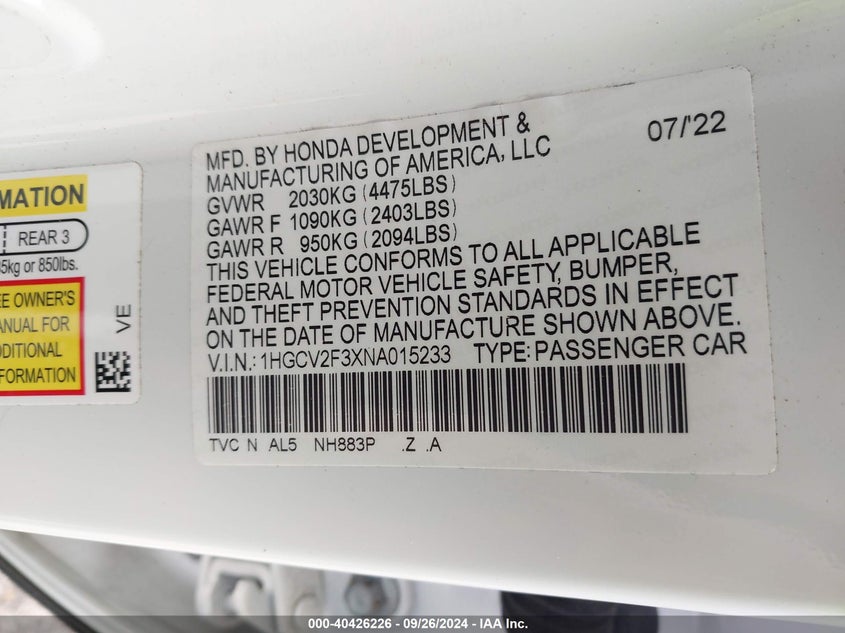 MATION
REAR 3
5kg or 850lbs.
EE OWNER'S
ANUAL FOR
DDITIONAL
FORMATION
VE
MFD. BY HONDA DEVELOPMENT &
MANUFACTURING OF AMERICA, LLC
07/'22
GVWR 2030KG (4475LBS)
GAWR F 1090KG (2403LBS)
GAWR R 950KG (2094LBS)
THIS VEHICLE CONFORMS TO ALL APPLICABLE
FEDERAL MOTOR VEHICLE SAFETY, BUMPER,
AND THEFT PREVENTION STANDARDS IN EFFECT
ON THE DATE OF MANUFACTURE SHOWN ABOVE.
V.I.N.: 1HGCV2F3XNA015233 TYPE: PASSENGER CAR
TVC N AL5 NH883P .Z .A
000-40426226 - 09/26/2024 - IAA Inc.